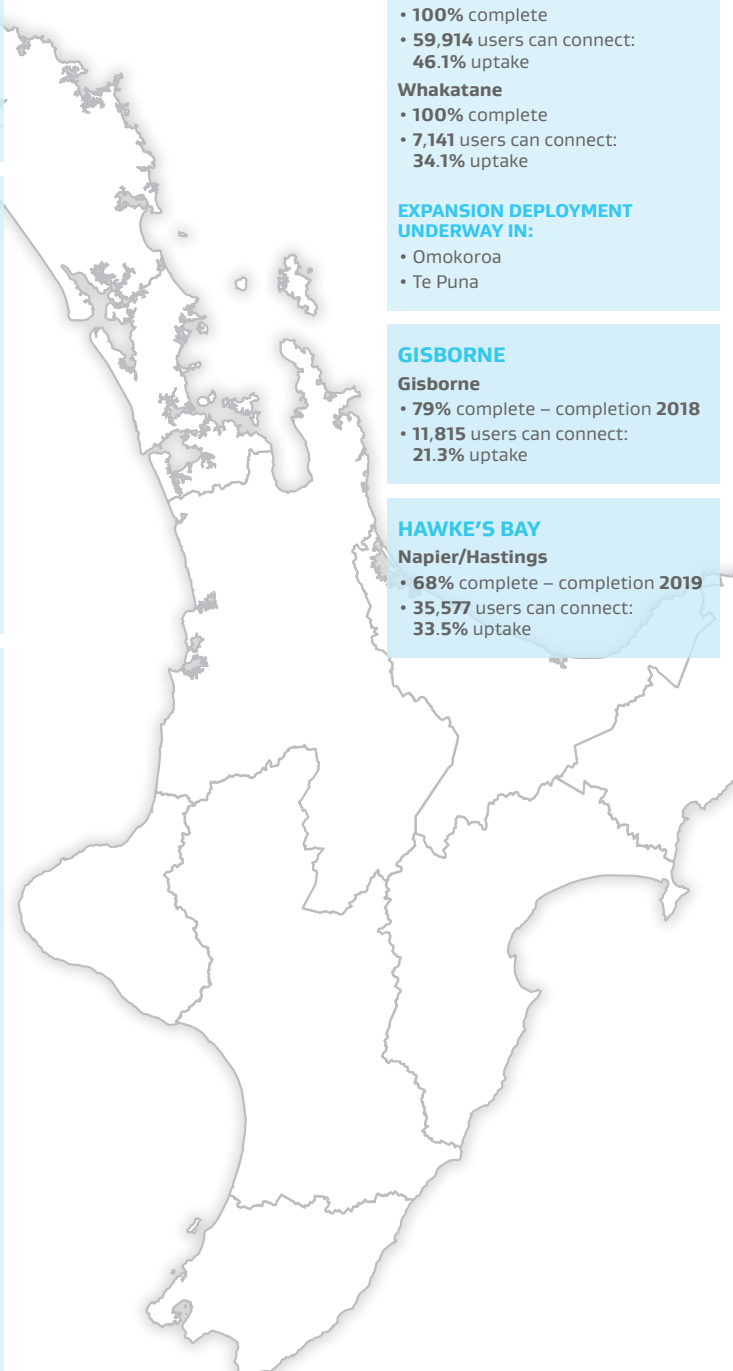 • 100% complete
• 59,914 users can connect:
46.1% uptake
Whakatane
• 100% complete
• 7,141 users can connect:
34.1% uptake
EXPANSION DEPLOYMENT
UNDERWAY IN:
• Omokoroa
• Te Puna
GISBORNE
Gisborne
• 79% complete – completion 2018
• 11,815 users can connect:
21.3% uptake
HAWKE'S BAY
Napier/Hastings
• 68% complete – completion 2019
• 35,577 users can connect:
33.5% uptake